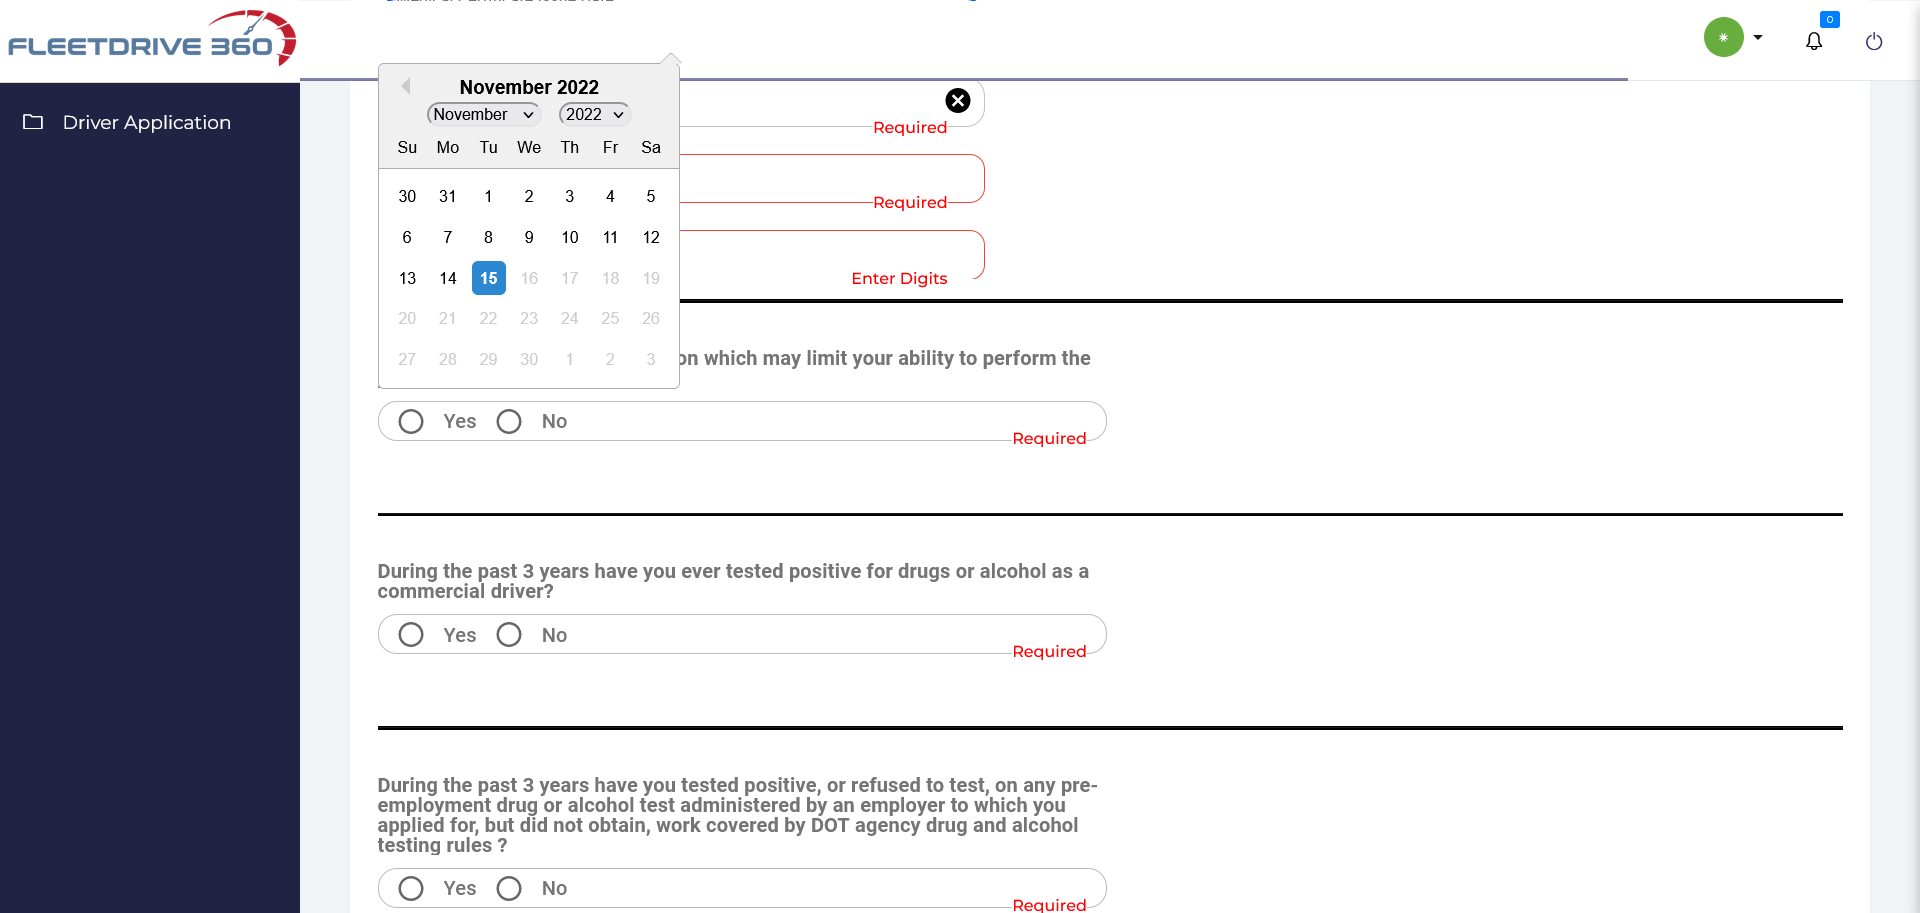 FLEETDRIVE 360
0
Driver Application
November 2022
November 2022
Su Mo Tu We Th Fr Sa
30 31 1 2 3 4 5
6 7 8 9 10 11 12
13 14 15 16 17 18 19
20 21 22 23 24 25 26
27 28 29 30 1 2 3
Required
Required
Enter Digits
on which may limit your ability to perform the
Yes No
Required
During the past 3 years have you ever tested positive for drugs or alcohol as a
commercial driver?
Yes No
Required
During the past 3 years have you tested positive, or refused to test, on any pre-
employment drug or alcohol test administered by an employer to which you
applied for, but did not obtain, work covered by DOT agency drug and alcohol
testing rules ?
Yes No
Required